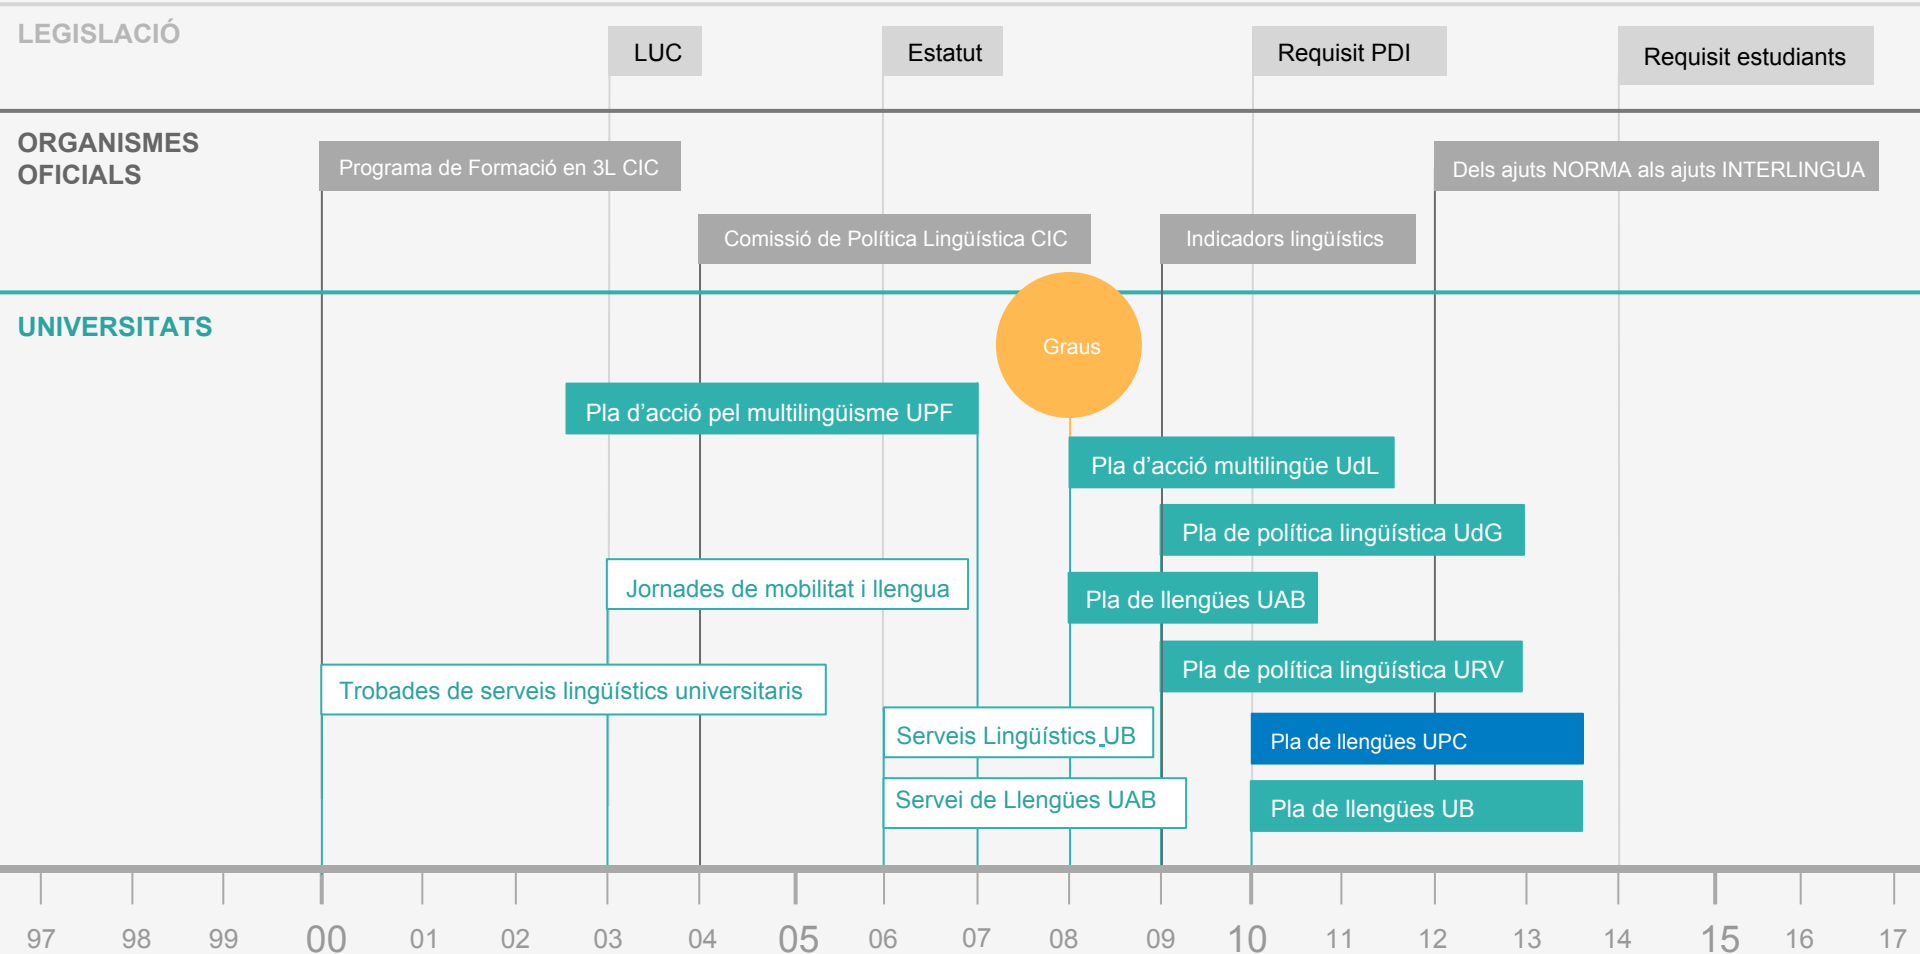 LEGISLACIÓ
LUC
Estatut
Requisit PDI
Requisit estudiants
ORGANISMES
OFICIALS
Programa de Formació en 3L CIC
Dels ajuts NORMA als ajuts INTERLINGUA
Comissió de Política Lingüística CIC
Indicadors lingüístics
UNIVERSITATS
Graus
Pla d’acció pel multilingüisme UPF
Pla d’acció multilingüe UdL
Pla de política lingüística UdG
Jornades de mobilitat i llengua
Pla de llengües UAB
Pla de política lingüística URV
Trobades de serveis lingüístics universitaris
Serveis Lingüístics UB
Pla de llengües UPC
Servei de Llengües UAB
Pla de llengües UB
97 98 99 00 01 02 03 04 05 06 07 08 09 10 11 12 13 14 15 16 17